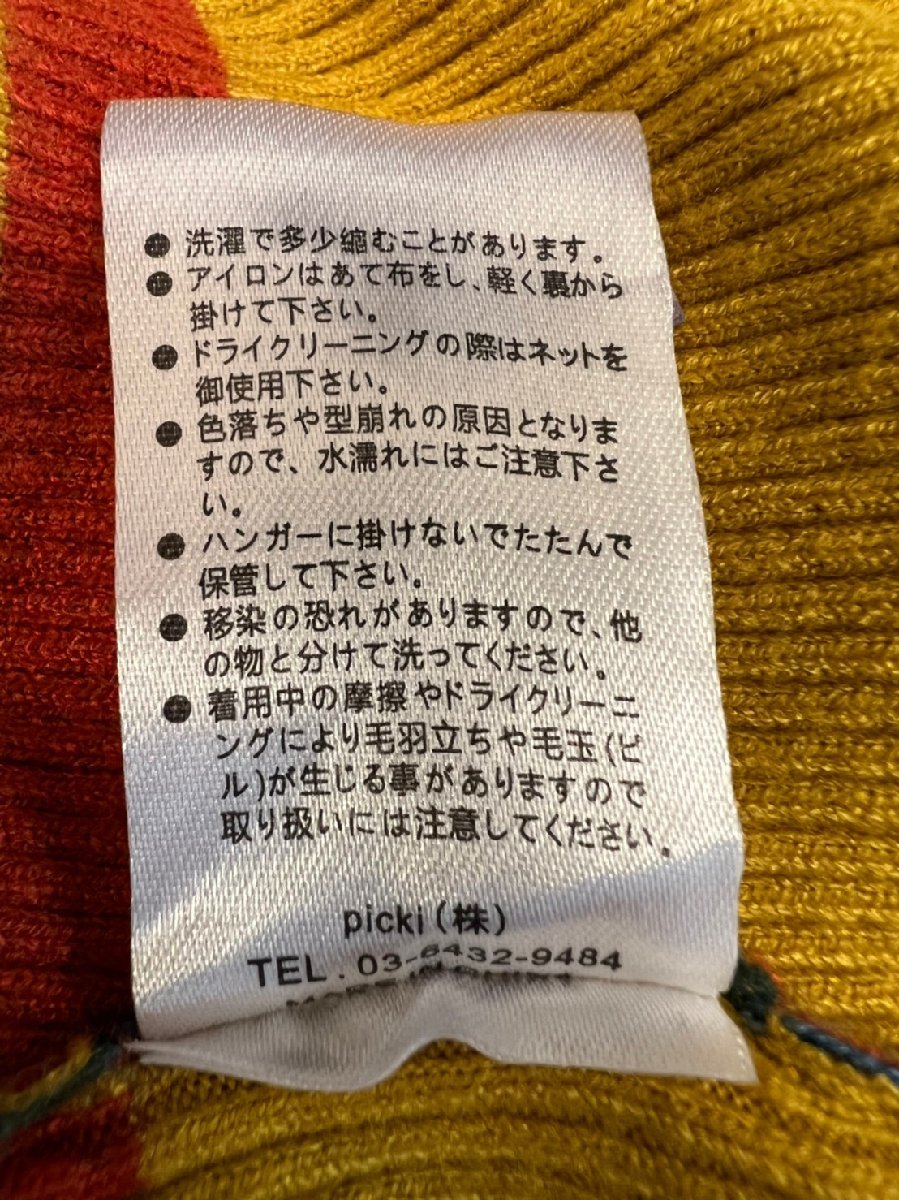 ● 洗濯で多少縮むことがあります。
● アイロンはあて布をし、軽く裏から
掛けて下さい。
● ドライクリーニングの際はネットを
御使用下さい。
● 色落ちや型崩れの原因となりま
すので、水濡れにはご注意下さ
い。
● ハンガーに掛けないでたたんで
保管して下さい。
● 移染の恐れがありますので、他
の物と分けて洗ってください。
● 着用中の摩擦やドライクリーニ
ングにより毛羽立ちや毛玉(ピ
ル)が生じる事がありますので
取り扱いには注意してください。
picki(株)
TEL. 03-6432-9484